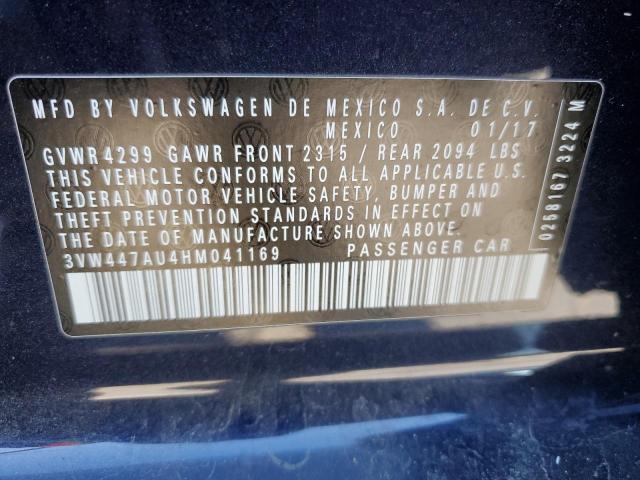 MFD BY VOLKSWAGEN DE MEXICO S.A. DE C.V.
MEXICO 01/17
GVWR 4299 GAWR FRONT 2315 / REAR 2094 LBS
THIS VEHICLE CONFORMS TO ALL APPLICABLE U.S.
FEDERAL MOTOR VEHICLE SAFETY, BUMPER AND
THEFT PREVENTION STANDARDS IN EFFECT ON
THE DATE OF MANUFACTURE SHOWN ABOVE.
3VW447AU4HM041169 PASSENGER CAR
0258167 3224 M